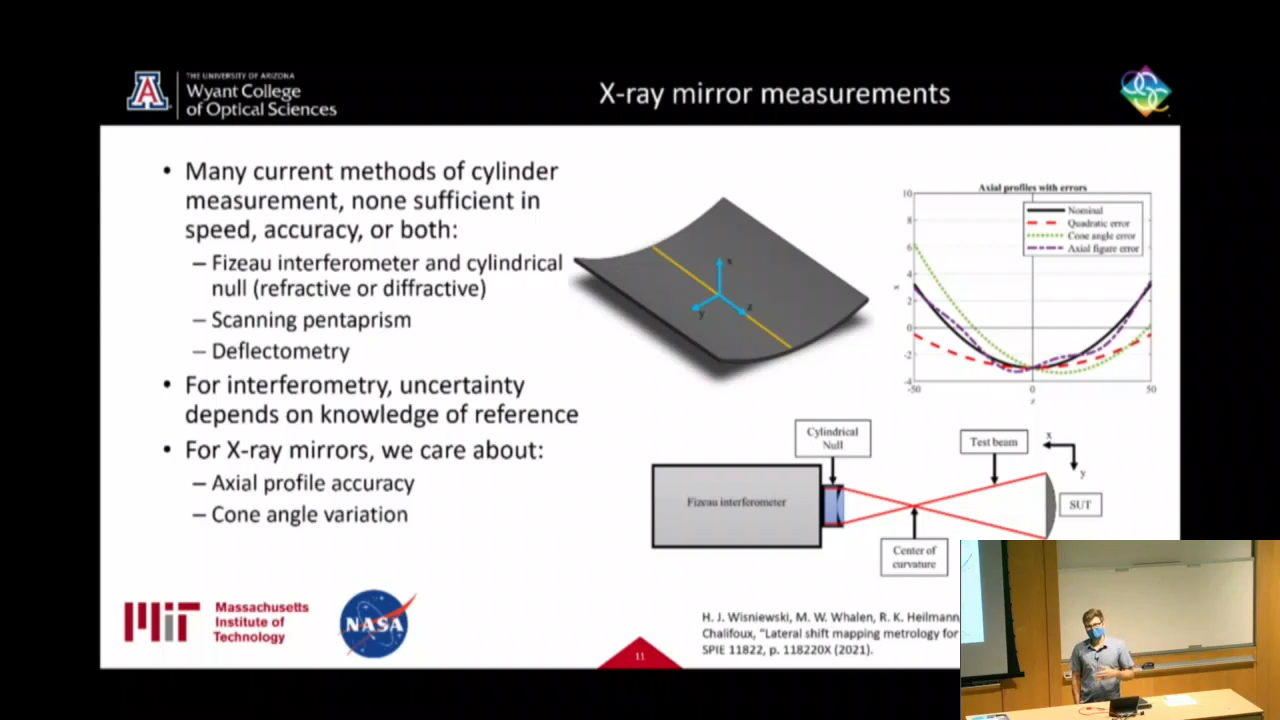 THE UNIVERSITY OF ARIZONA
Wyant College
of Optical Sciences
X-ray mirror measurements
• Many current methods of cylinder
measurement, none sufficient in
speed, accuracy, or both:
– Fizeau interferometer and cylindrical
null (refractive or diffractive)
– Scanning pentaprism
– Deflectometry
• For interferometry, uncertainty
depends on knowledge of reference
• For X-ray mirrors, we care about:
– Axial profile accuracy
– Cone angle variation
x
y
z
Axial profiles with errors
Nominal
Quadratic error
Cone angle error
Axial figure error
10
8
6
4
2
0
-2
-4
-50
0
50
x
z
Cylindrical
Null
Test beam
x
y
Fizeau interferometer
SUT
Center of
curvature
MIT
Massachusetts
Institute of
Technology
NASA
H. J. Wisniewski, M. W. Whalen, R. K. Heilmann,
Chalifoux, "Lateral shift mapping metrology for
SPIE 11822, p. 118220X (2021).
11